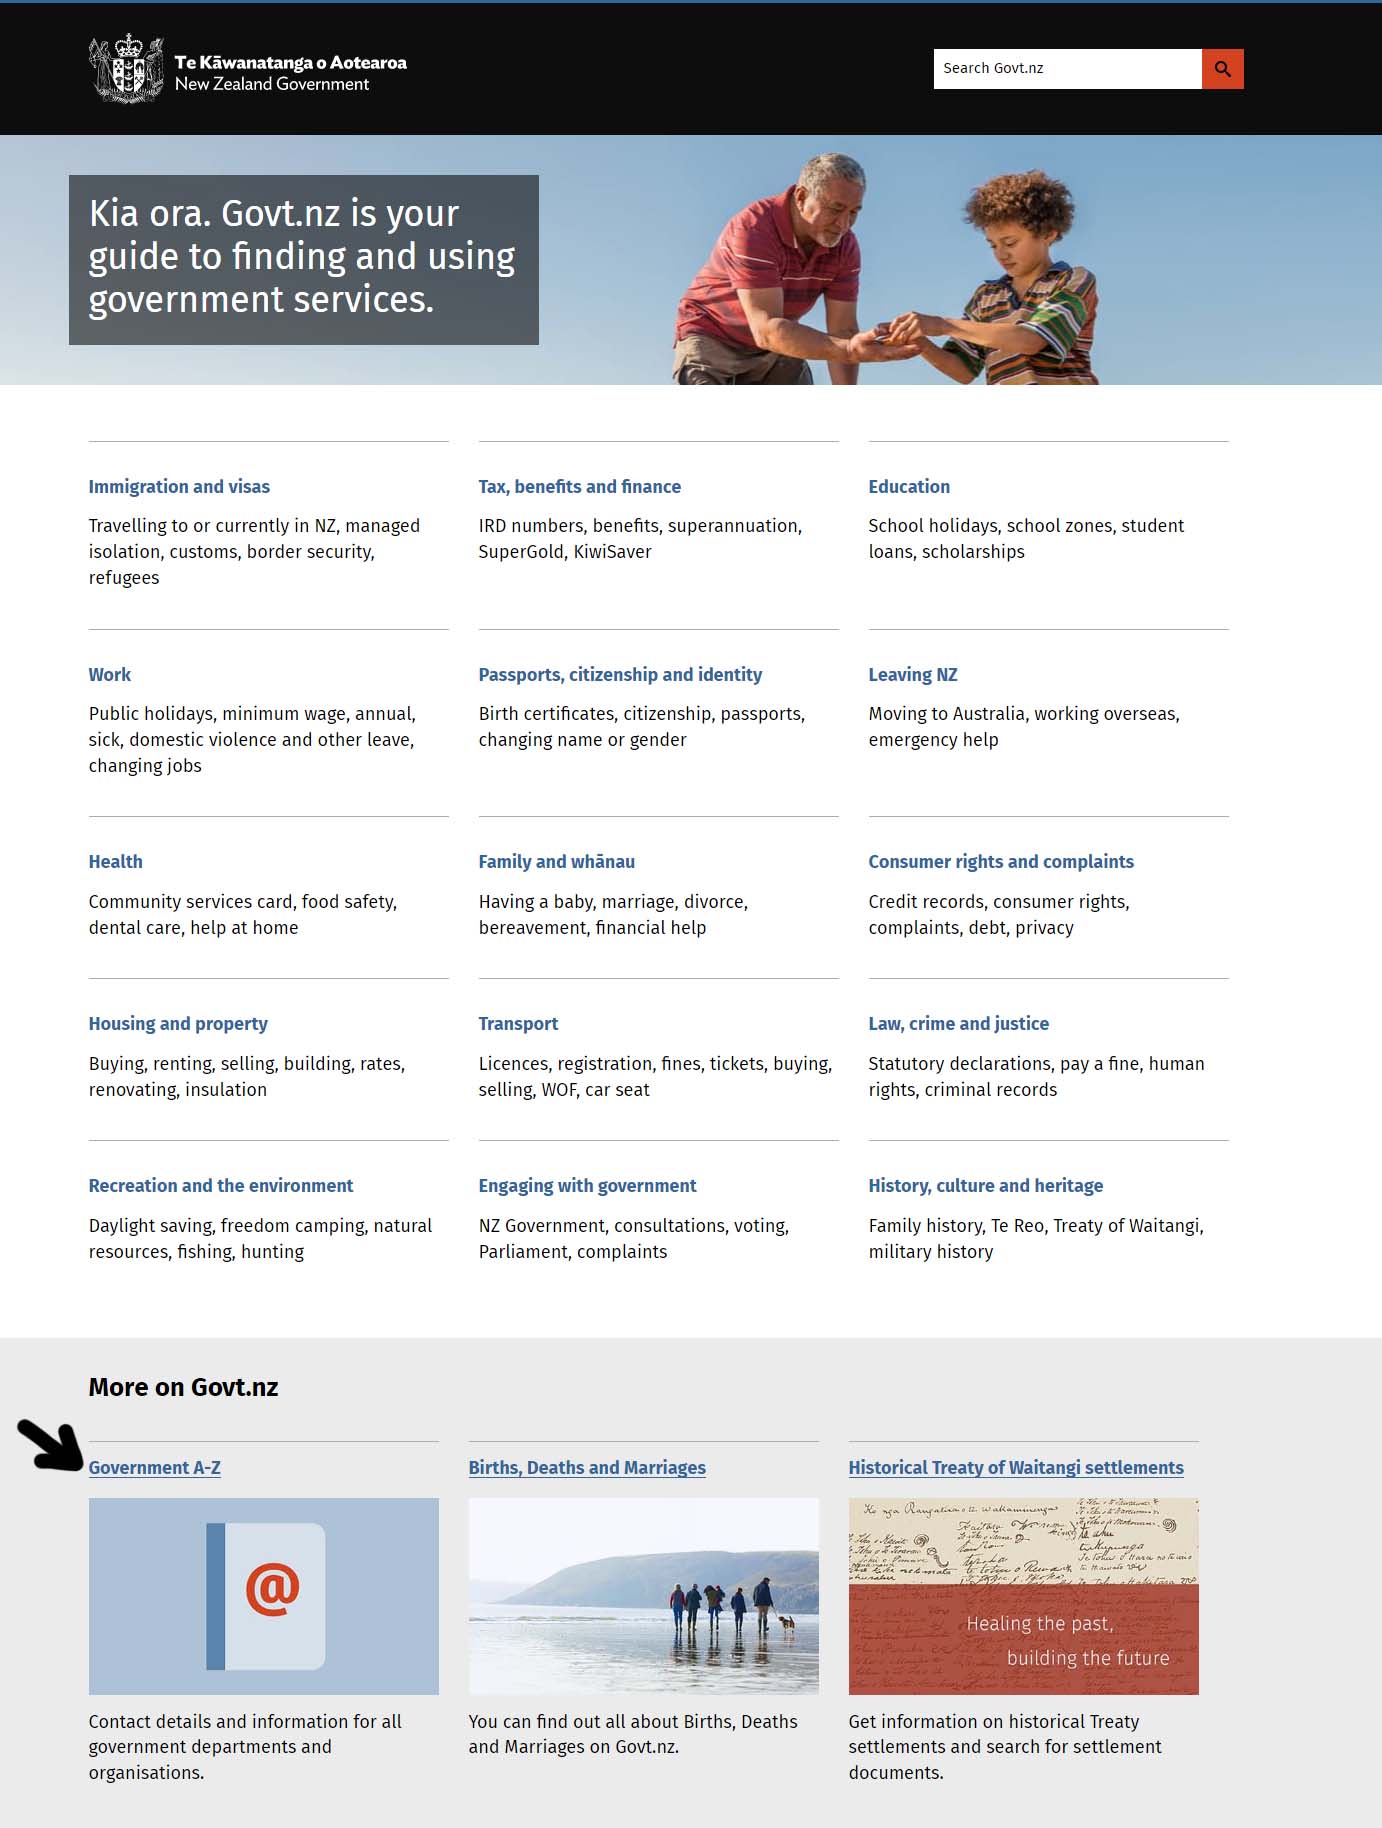 Te Kāwanatanga o Aotearoa
New Zealand Government
Search Govt.nz
Kia ora. Govt.nz is your
guide to finding and using
government services.
Immigration and visas
Travelling to or currently in NZ, managed
isolation, customs, border security,
refugees
Tax, benefits and finance
IRD numbers, benefits, superannuation,
SuperGold, KiwiSaver
Education
School holidays, school zones, student
loans, scholarships
Work
Public holidays, minimum wage, annual,
sick, domestic violence and other leave,
changing jobs
Passports, citizenship and identity
Birth certificates, citizenship, passports,
changing name or gender
Leaving NZ
Moving to Australia, working overseas,
emergency help
Health
Community services card, food safety,
dental care, help at home
Family and whānau
Having a baby, marriage, divorce,
bereavement, financial help
Consumer rights and complaints
Credit records, consumer rights,
complaints, debt, privacy
Housing and property
Buying, renting, selling, building, rates,
renovating, insulation
Transport
Licences, registration, fines, tickets, buying,
selling, WOF, car seat
Law, crime and justice
Statutory declarations, pay a fine, human
rights, criminal records
Recreation and the environment
Daylight saving, freedom camping, natural
resources, fishing, hunting
Engaging with government
NZ Government, consultations, voting,
Parliament, complaints
History, culture and heritage
Family history, Te Reo, Treaty of Waitangi,
military history
More on Govt.nz
Government A-Z
@
Contact details and information for all
government departments and
organisations.
Births, Deaths and Marriages
You can find out all about Births, Deaths
and Marriages on Govt.nz.
Historical Treaty of Waitangi settlements
Healing the past,
building the future
Get information on historical Treaty
settlements and search for settlement
documents.